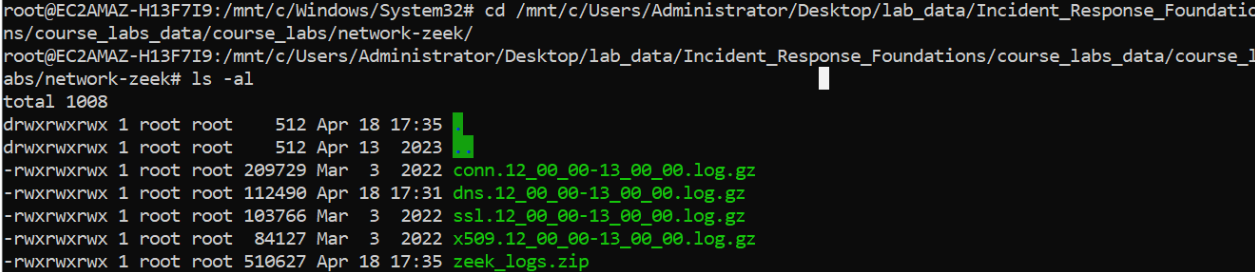 root@EC2AMAZ-H13F7I9:/mnt/c/Windows/System32# cd /mnt/c/Users/Administrator/Desktop/lab_data/Incident_Response_Foundatio
ns/course_labs_data/course_labs/network-zeek/
root@EC2AMAZ-H13F7I9:/mnt/c/Users/Administrator/Desktop/lab_data/Incident_Response_Foundations/course_labs_data/course_l
abs/network-zeek# ls -al
total 1008
drwxrwxrwx 1 root root    512 Apr 18 17:35 .
drwxrwxrwx 1 root root    512 Apr 13  2023 ..
-rwxrwxrwx 1 root root 209729 Mar  3  2022 conn.12_00_00-13_00_00.log.gz
-rwxrwxrwx 1 root root 112490 Apr 18 17:31 dns.12_00_00-13_00_00.log.gz
-rwxrwxrwx 1 root root 103766 Mar  3  2022 ssl.12_00_00-13_00_00.log.gz
-rwxrwxrwx 1 root root  84127 Mar  3  2022 x509.12_00_00-13_00_00.log.gz
-rwxrwxrwx 1 root root 510627 Apr 18 17:35 zeek_logs.zip